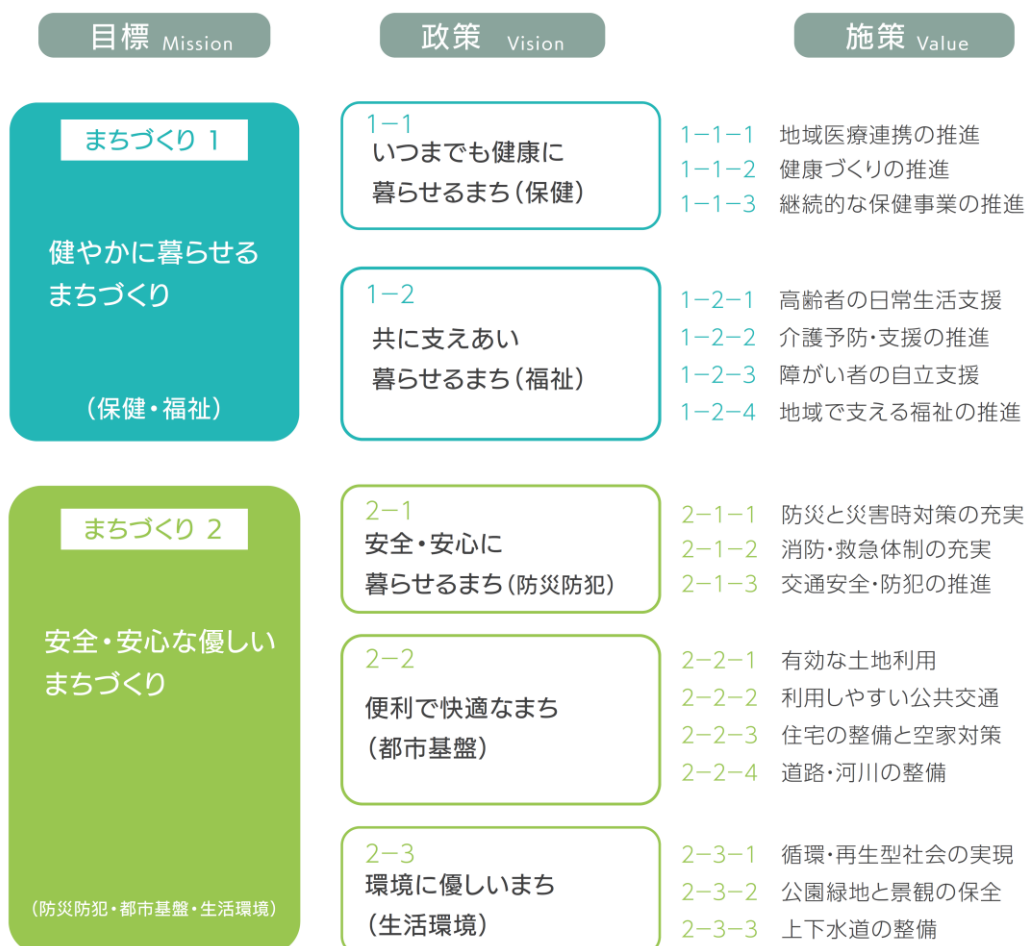 目標 Mission
政策 Vision
施策 Value
まちづくり 1
健やかに暮らせる
まちづくり
(保健・福祉)
1-1
いつまでも健康に
暮らせるまち(保健)
1-1-1 地域医療連携の推進
1-1-2 健康づくりの推進
1-1-3 継続的な保健事業の推進
1-2
共に支えあい
暮らせるまち(福祉)
1-2-1 高齢者の日常生活支援
1-2-2 介護予防・支援の推進
1-2-3 障がい者の自立支援
1-2-4 地域で支える福祉の推進
まちづくり 2
安全・安心な優しい
まちづくり
(防災防犯・都市基盤・生活環境)
2-1
安全・安心に
暮らせるまち(防災防犯)
2-1-1 防災と災害時対策の充実
2-1-2 消防・救急体制の充実
2-1-3 交通安全・防犯の推進
2-2
便利で快適なまち
(都市基盤)
2-2-1 有効な土地利用
2-2-2 利用しやすい公共交通
2-2-3 住宅の整備と空家対策
2-2-4 道路・河川の整備
2-3
環境に優しいまち
(生活環境)
2-3-1 循環・再生型社会の実現
2-3-2 公園緑地と景観の保全
2-3-3 上下水道の整備